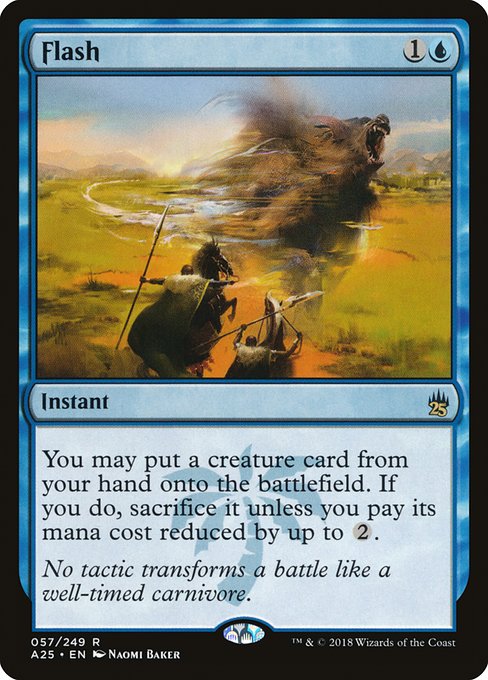 Flash
1
Instant
25
You may put a creature card from
your hand onto the battlefield. If
you do, sacrifice it unless you pay its
mana cost reduced by up to 2.
No tactic transforms a battle like a
well-timed carnivore.
057/249 R
A25 • EN Naomi Baker
™ & © 2018 Wizards of the Coast